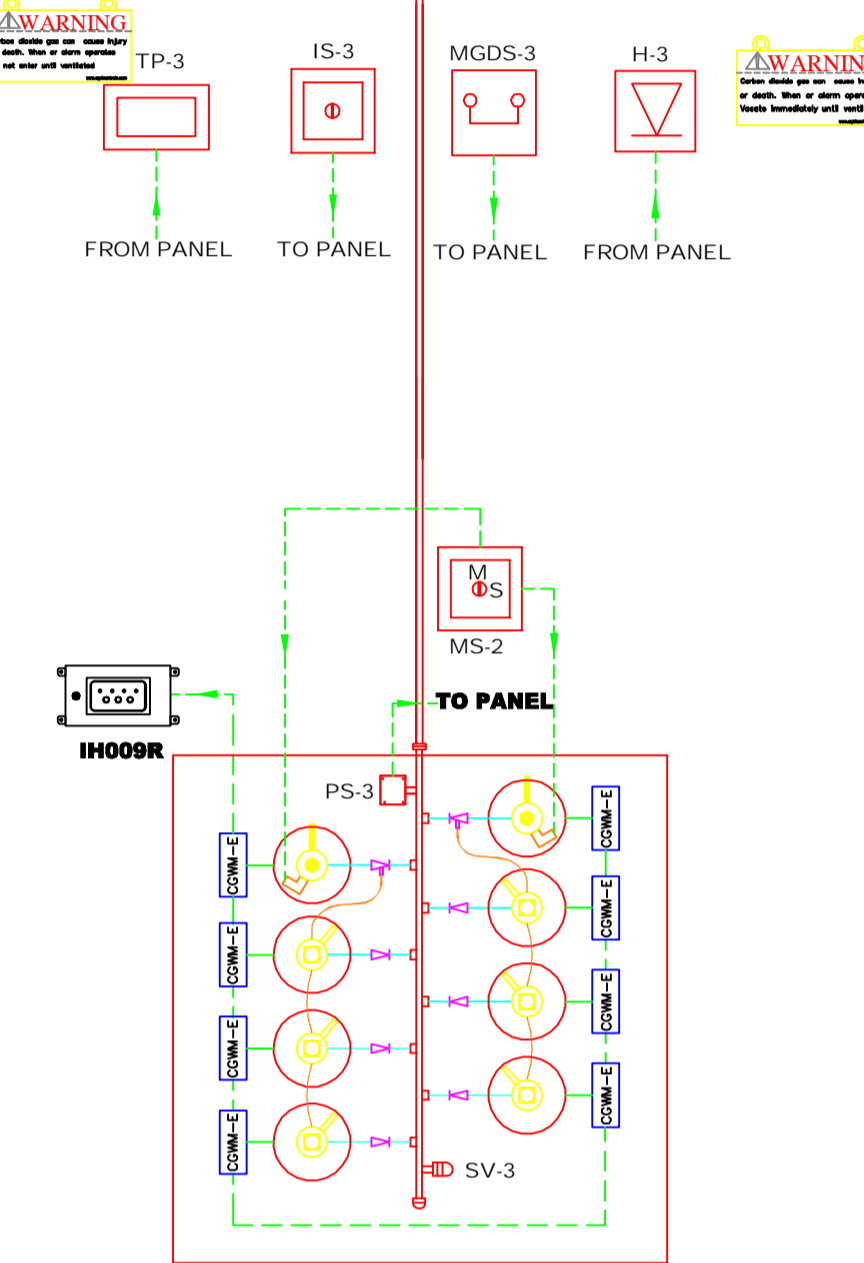 WARNING
dioxide gas can cause injury
death. When or alarm operates
not enter until ventilated
TP-3
IS-3
MGDS-3
H-3
WARNIN
Carbon dioxide gas can cause in
or death. When or alarm opera
Vacate immediately until venti
FROM PANEL
TO PANEL
TO PANEL
FROM PANEL
M
S
MS-2
TO PANEL
IH009R
PS-3
CGWM-E
CGWM-E
CGWM-E
CGWM-E
CGWM-E
CGWM-E
CGWM-E
CGWM-E
SV-3